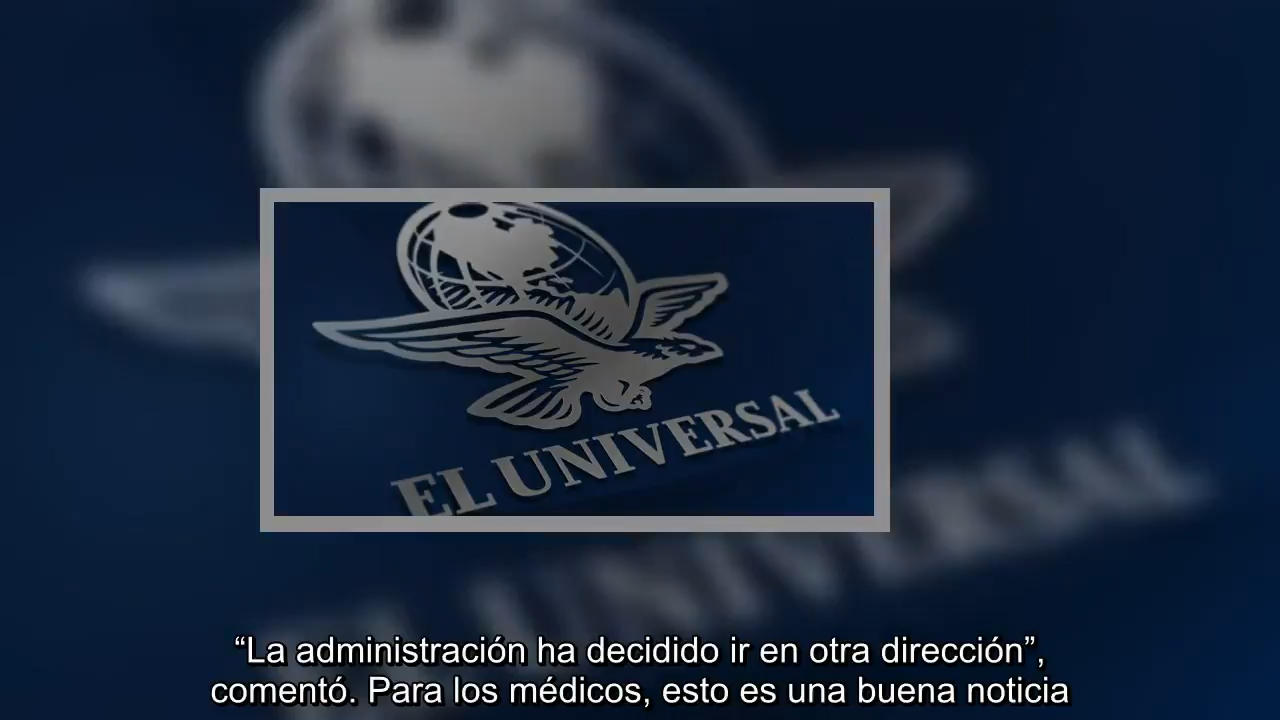 EL UNIVERSAL
“La administración ha decidido ir en otra dirección”,
comentó. Para los médicos, esto es una buena noticia